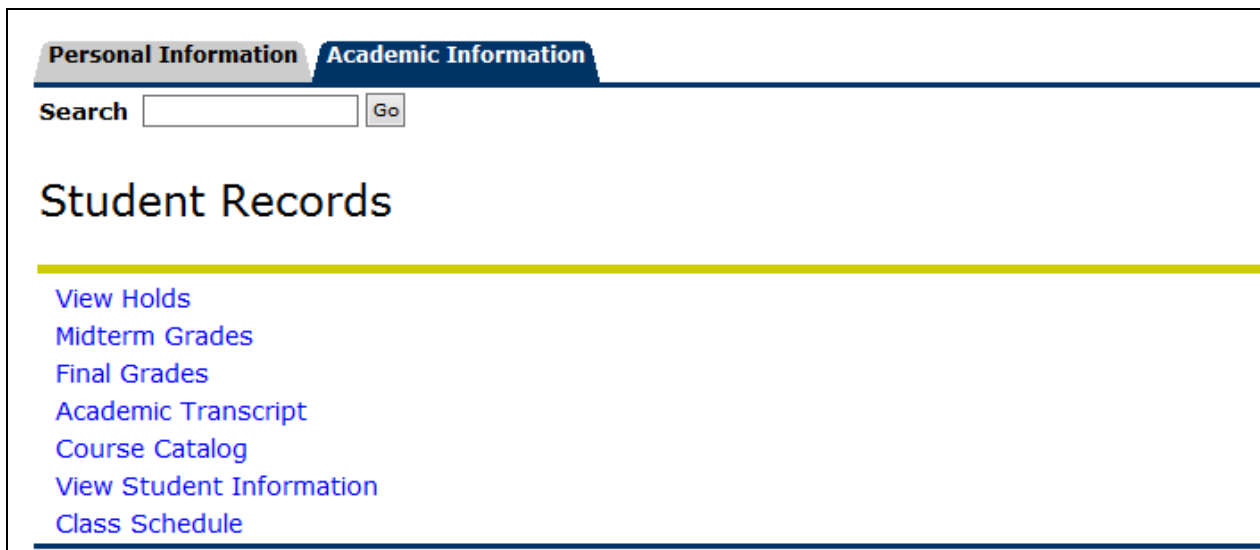 Personal Information Academic Information
Search Go
Student Records
View Holds
Midterm Grades
Final Grades
Academic Transcript
Course Catalog
View Student Information
Class Schedule